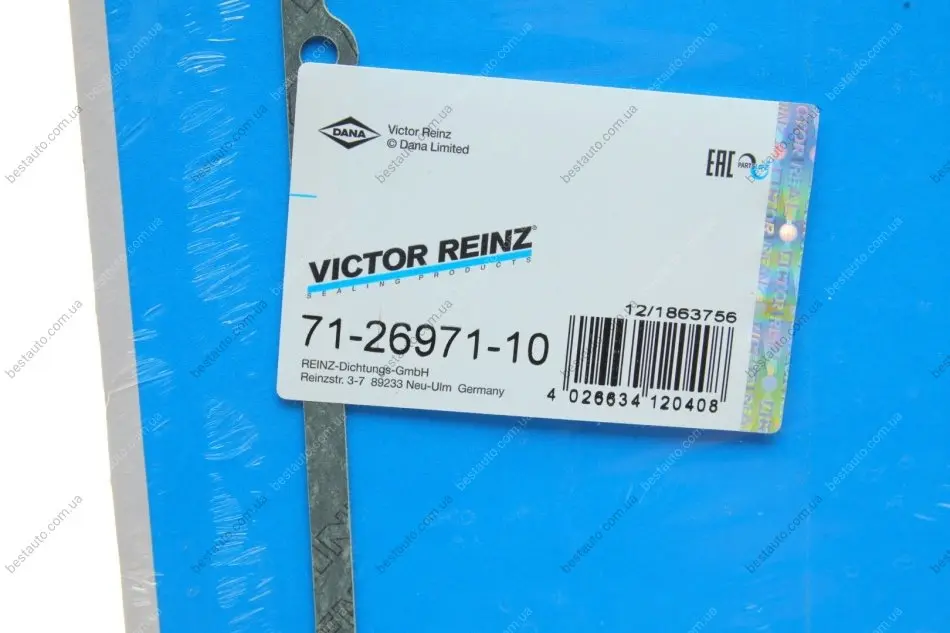 DANA
Victor Reinz
© Dana Limited
EAC
VICTOR REINZ®
SEALING PRODUCTS
12/1863756
71-26971-10
REINZ-Dichtungs-GmbH
Reinzstr. 3-7 89233 Neu-Ulm Germany
4 026634 120408
bestauto.com.ua